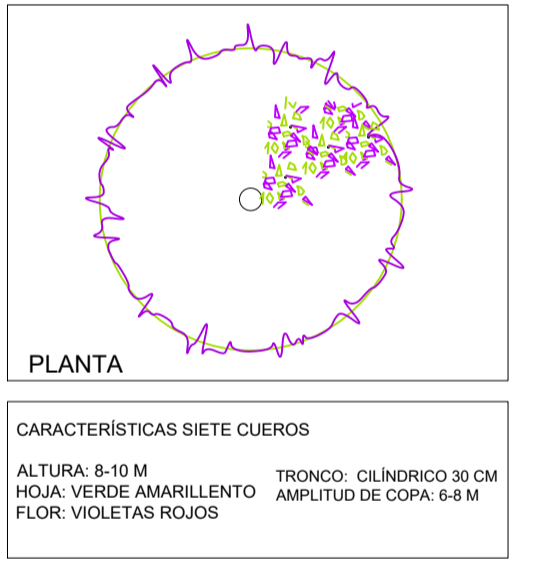 PLANTA
CARACTERÍSTICAS SIETE CUEROS
ALTURA: 8-10 M
HOJA: VERDE AMARILLENTO
FLOR: VIOLETAS ROJOS
TRONCO: CILÍNDRICO 30 CM
AMPLITUD DE COPA: 6-8 M